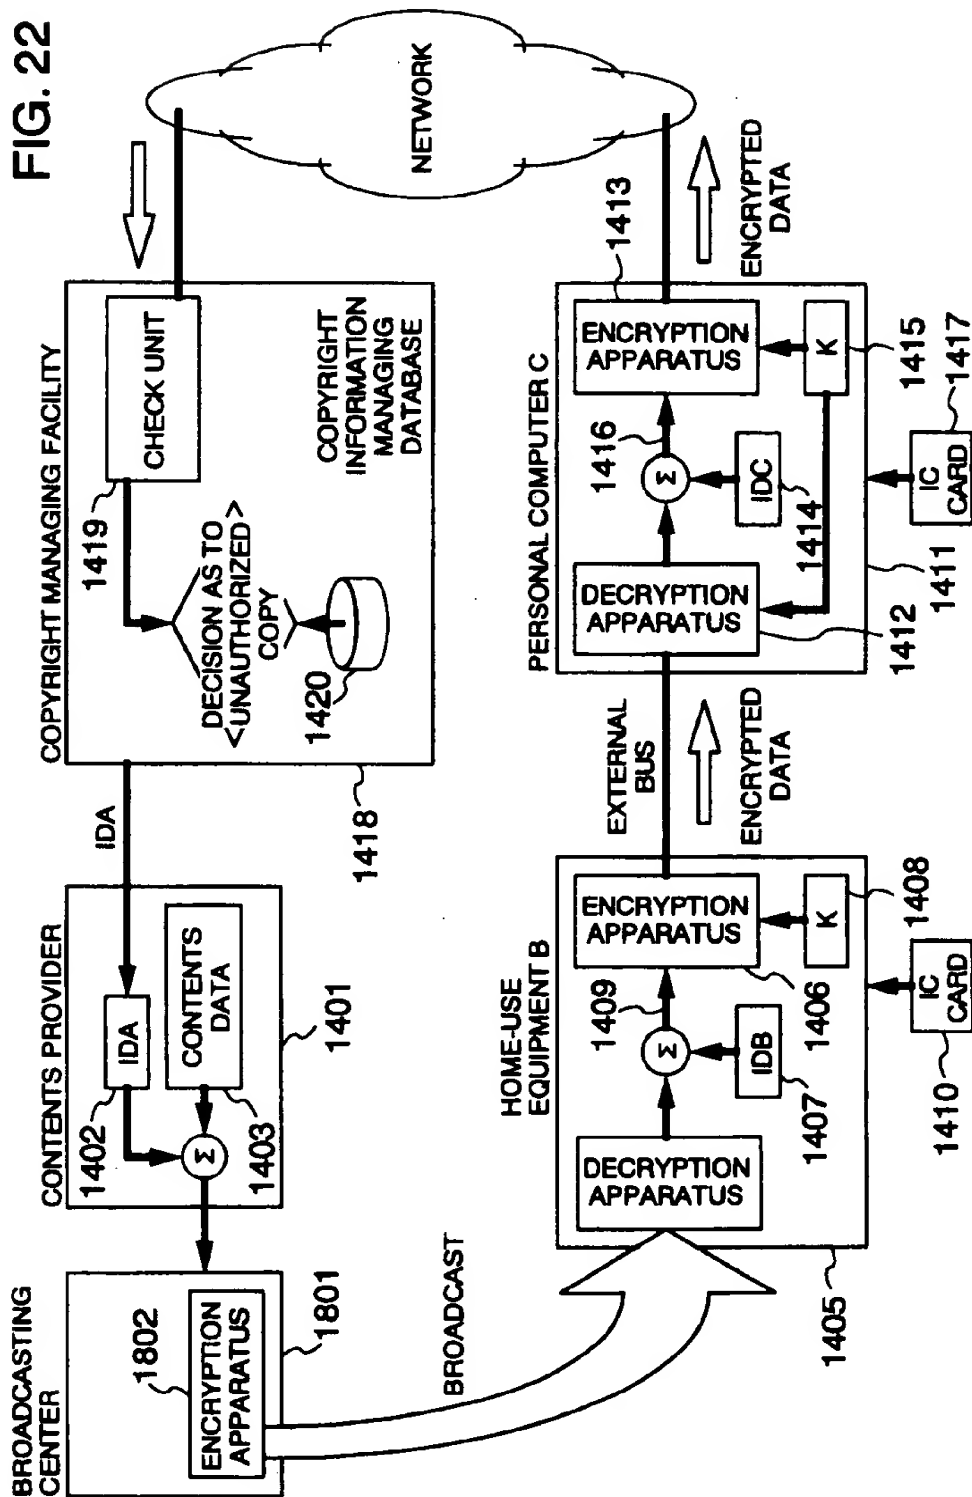 FIG. 22
BROADCASTING
CENTER
1802
ENCRYPTION
APPARATUS
1801
BROADCAST
CONTENTS PROVIDER
1402
IDA
CONTENTS
DATA
Σ
1403
1401
IDA
COPYRIGHT MANAGING FACILITY
1419
CHECK UNIT
DECISION AS TO
<UNAUTHORIZED>
COPY
1420
COPYRIGHT
INFORMATION
MANAGING
DATABASE
1418
NETWORK
HOME-USE
EQUIPMENT B
DECRYPTION
APPARATUS
Σ
1409
ENCRYPTION
APPARATUS
IDB
1407
1406
K
1408
1405
IC
CARD
1410
EXTERNAL
BUS
ENCRYPTED
DATA
PERSONAL COMPUTER C
DECRYPTION
APPARATUS
1412
Σ
1416
ENCRYPTION
APPARATUS
1413
IDC
1414
K
1415
1411
IC
CARD
1417
ENCRYPTED
DATA